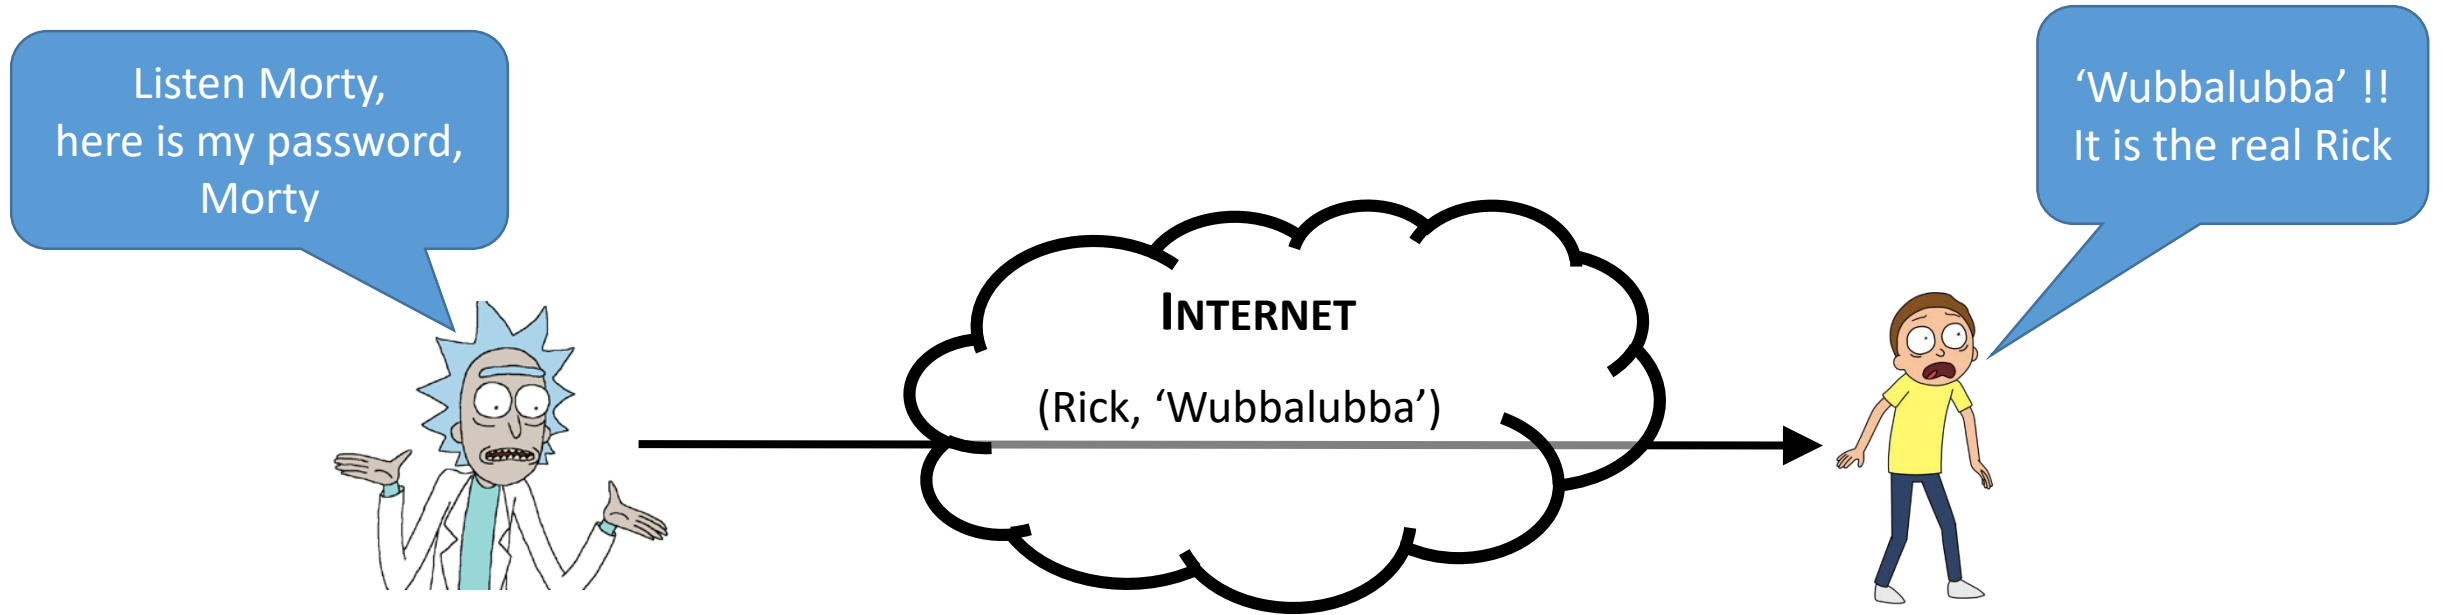 Listen Morty,
here is my password,
Morty
‘Wubbalubba’ !!
It is the real Rick
INTERNET
(Rick, ‘Wubbalubba’)